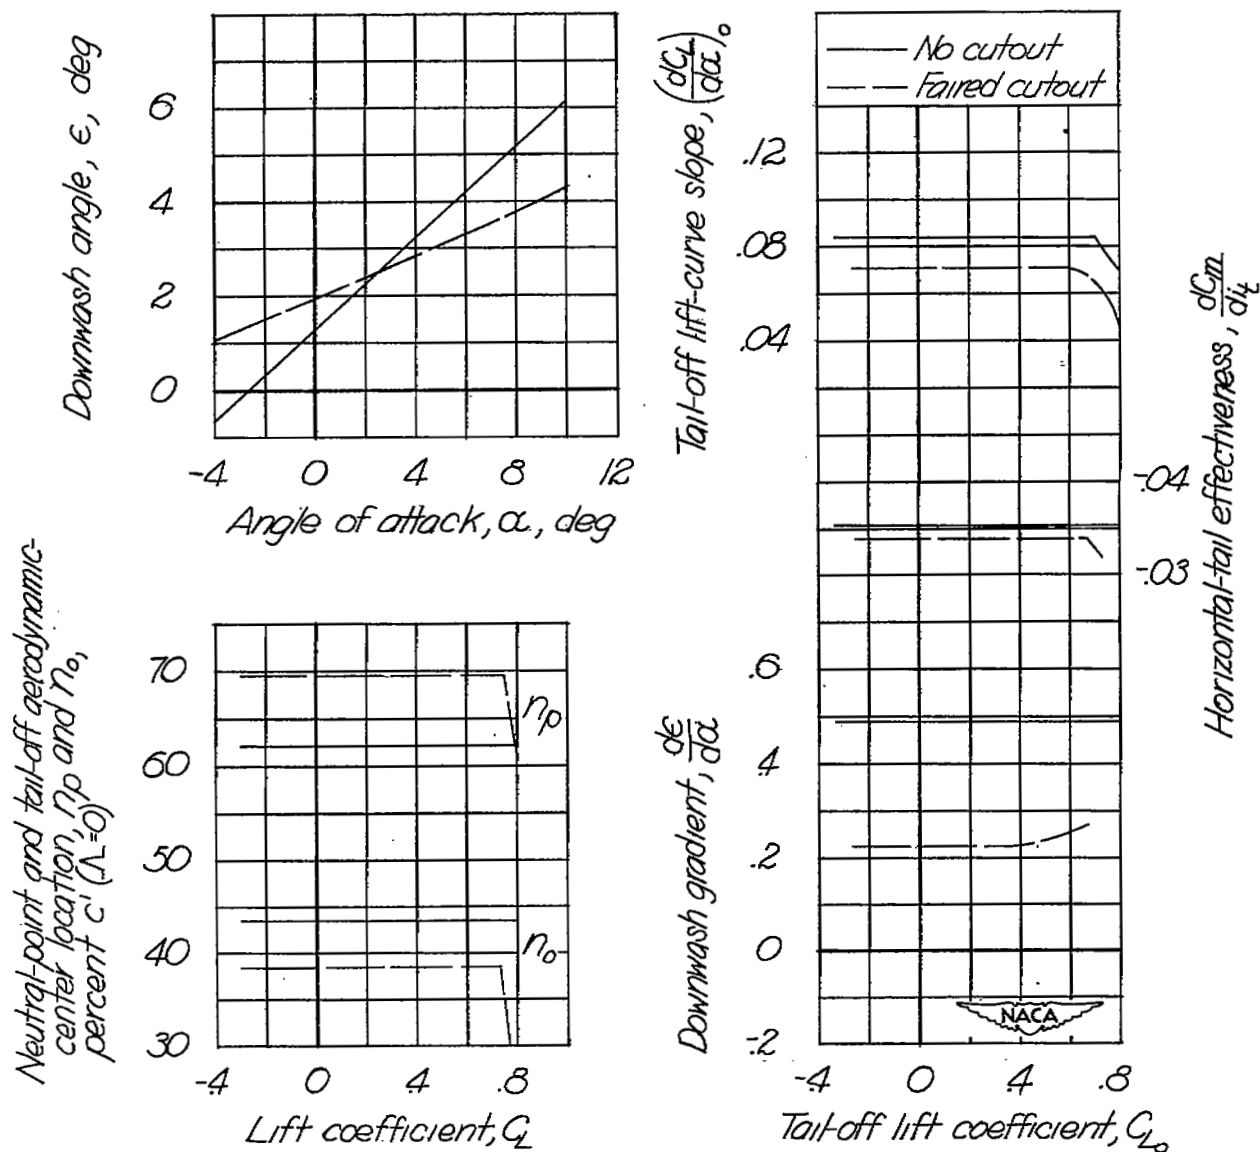 Downwash angle, ϵ, deg
6
4
2
0
-4 0 4 8 12
Angle of attack, α, deg
Neutral-point and tail-off aerodynamic-
center location, np and no,
percent c' (Λ=0)
70
60
50
40
30
np
no
-.4 0 .4 .8
Lift coefficient, CL
No cutout
Faired cutout
Tail-off lift-curve slope, (dCL/dα)o
.12
.08
.04
Horizontal-tail effectiveness, dCm/dit
-.04
-.03
Downwash gradient, dϵ/dα
.6
.4
.2
0
-.2
NACA
-.4 0 .4 .8
Tail-off lift coefficient, CLo